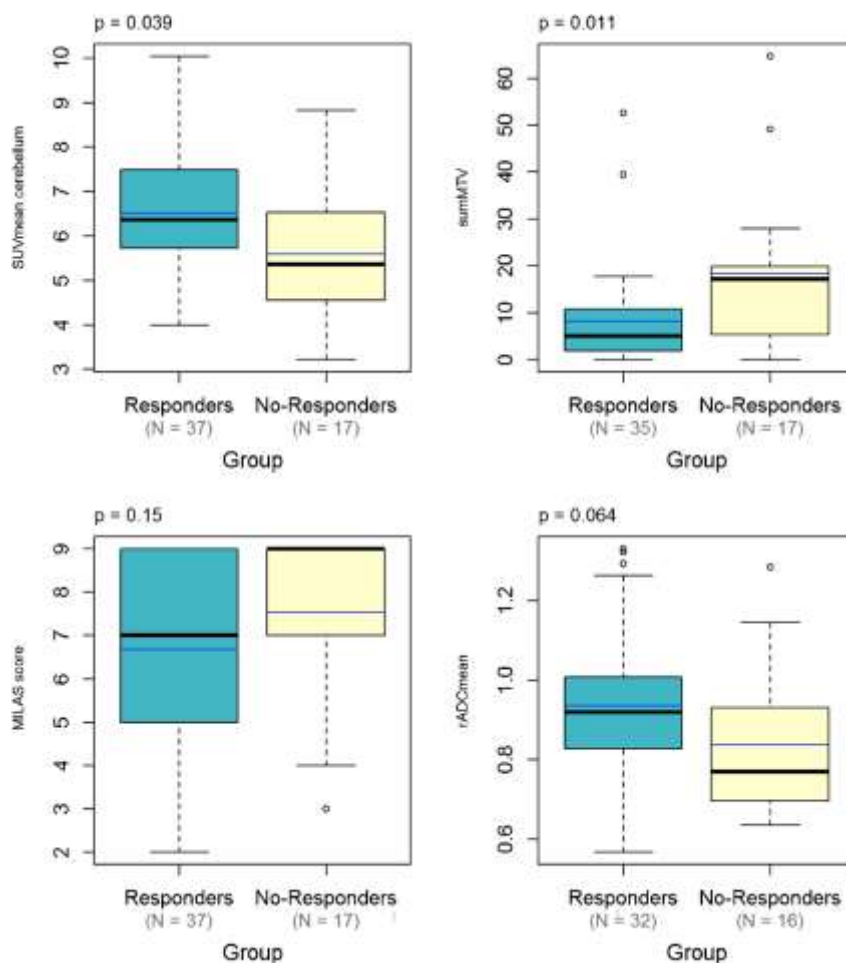 p = 0.039
SUVmean cerebellum
10
9
8
7
6
5
4
3
Responders No-Responders
(N = 37) (N = 17)
Group
p = 0.011
sumMTV
60
50
40
30
20
10
0
Responders No-Responders
(N = 35) (N = 17)
Group
p = 0.15
MILAS score
9
8
7
6
5
4
3
2
Responders No-Responders
(N = 37) (N = 17)
Group
p = 0.064
rADCmean
1.2
1.0
0.8
0.6
Responders No-Responders
(N = 32) (N = 16)
Group